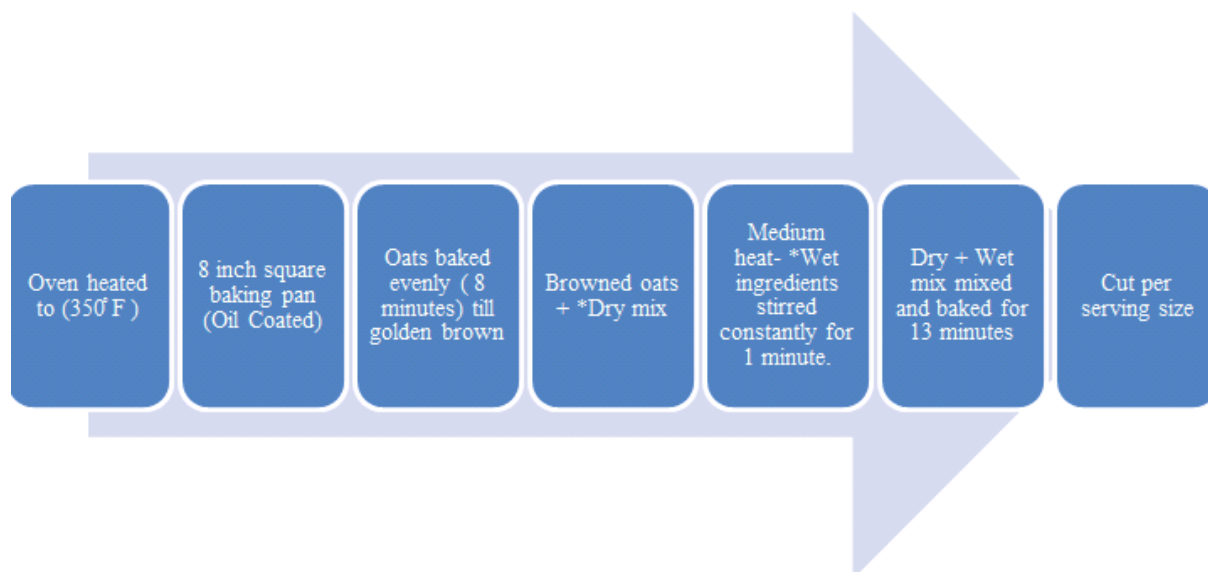 Oven heated
to (350°F )
8 inch square
baking pan
(Oil Coated)
Oats baked
evenly ( 8
minutes) till
golden brown
Browned oats
+ *Dry mix
Medium
heat- *Wet
ingredients
stirred
constantly for
1 minute.
Dry + Wet
mix mixed
and baked for
13 minutes
Cut per
serving size